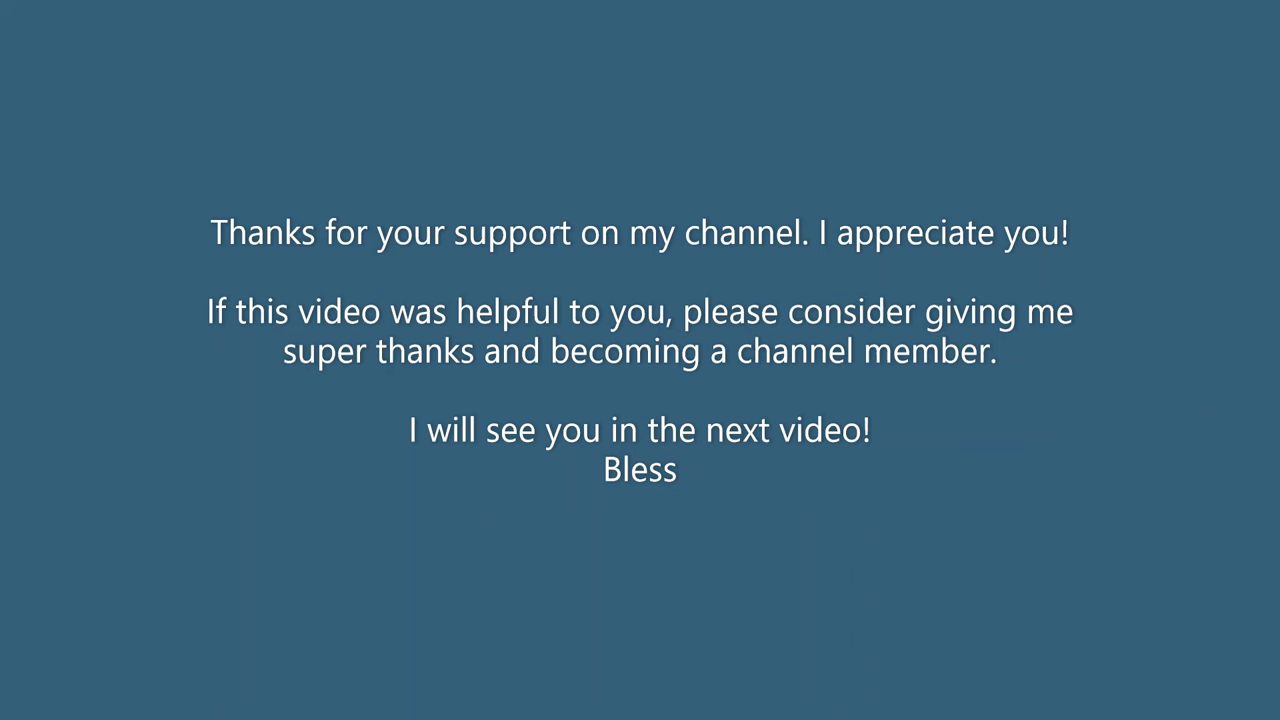 Thanks for your support on my channel. I appreciate you!
If this video was helpful to you, please consider giving me
super thanks and becoming a channel member.
I will see you in the next video!
Bless